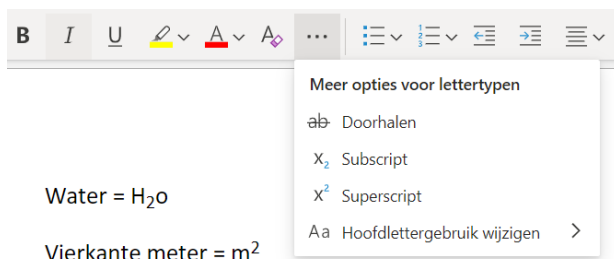 B I U A A ...
Meer opties voor lettertypen
ab Doorhalen
X₂ Subscript
X² Superscript
Aa Hoofdlettergebruik wijzigen
Water = H₂o
Vierkante meter = m²